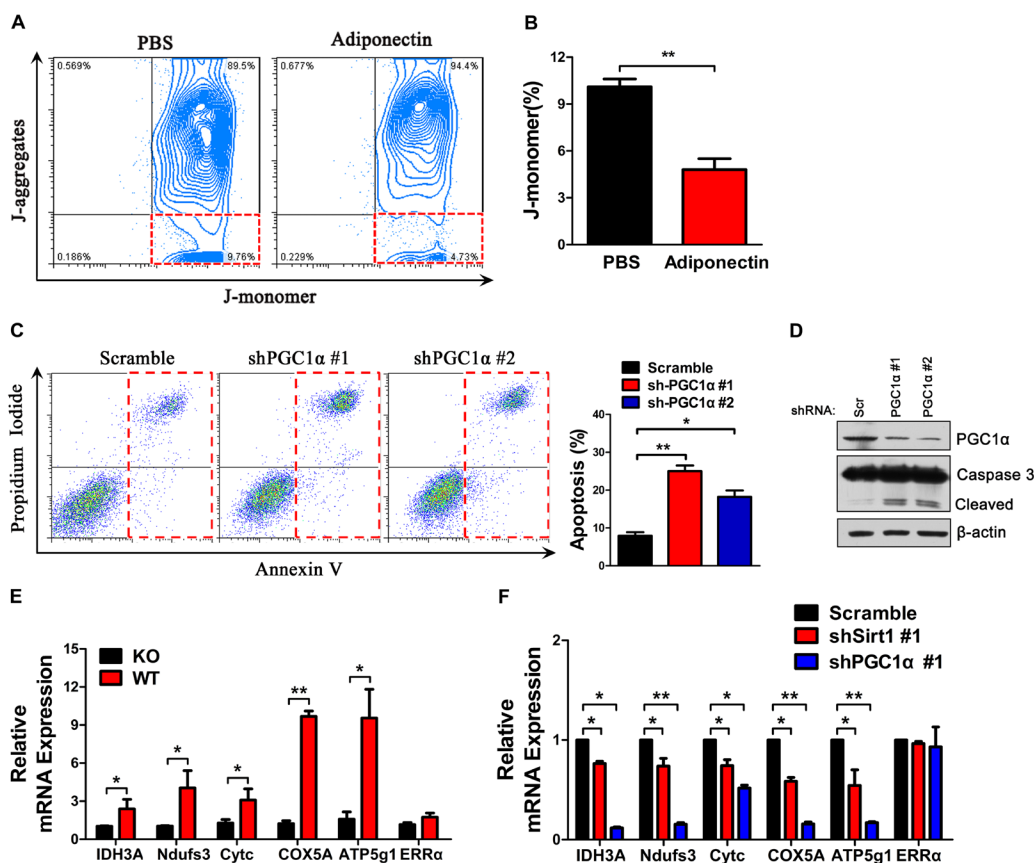 A
PBS
Adiponectin
0.569%
89.5%
0.677%
94.4%
J-aggregates
0.186%
9.76%
0.229%
4.73%
J-monomer
B
**
J-monomer(%)
12
9
6
3
0
PBS
Adiponectin
C
Scramble
shPGC1α #1
shPGC1α #2
Propidium Iodide
Annexin V
Scramble
sh-PGC1α #1
sh-PGC1α #2
Apoptosis (%)
40
30
20
10
0
*
**
D
shRNA:
Scr
PGC1α #1
PGC1α #2
PGC1α
Caspase 3
Cleaved
β-actin
E
KO
WT
Relative
mRNA Expression
15
12
9
6
3
0
*
*
*
**
*
IDH3A
Ndufs3
Cytc
COX5A
ATP5g1
ERRα
F
Scramble
shSirt1 #1
shPGC1α #1
Relative
mRNA Expression
2
1
0
*
**
*
**
**
*
*
*
*
*
IDH3A
Ndufs3
Cytc
COX5A
ATP5g1
ERRα